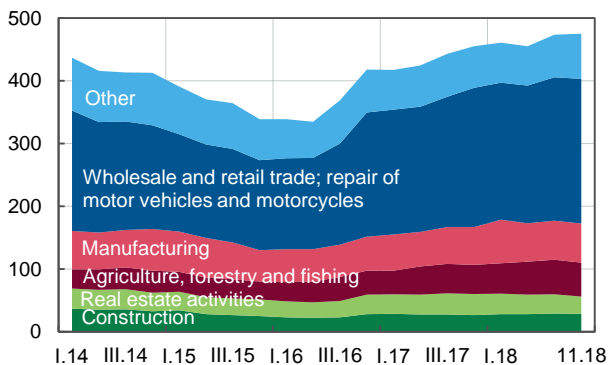 500
400
300
200
100
0
Other
Wholesale and retail trade; repair of
motor vehicles and motorcycles
Manufacturing
Agriculture, forestry and fishing
Real estate activities
Construction
I.14 III.14 I.15 III.15 I.16 III.16 I.17 III.17 I.18 11.18